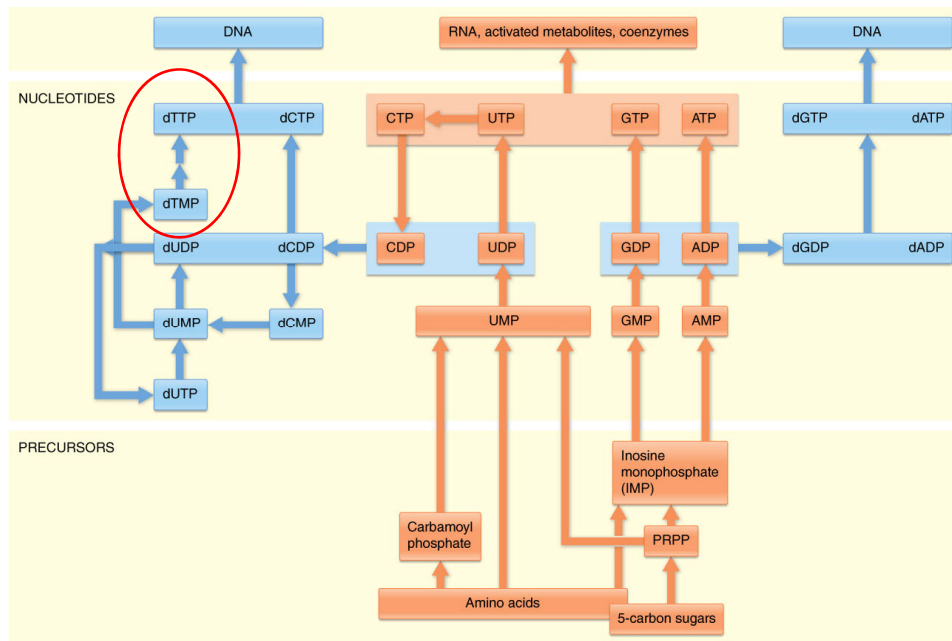 DNA
RNA, activated metabolites, coenzymes
DNA
NUCLEOTIDES
dTTP dCTP
CTP
UTP
GTP
ATP
dGTP dATP
dTMP
dUDP dCDP
CDP
UDP
GDP
ADP
dGDP dADP
dUMP
dCMP
UMP
GMP
AMP
dUTP
PRECURSORS
Inosine
monophosphate
(IMP)
Carbamoyl
phosphate
PRPP
Amino acids
5-carbon sugars